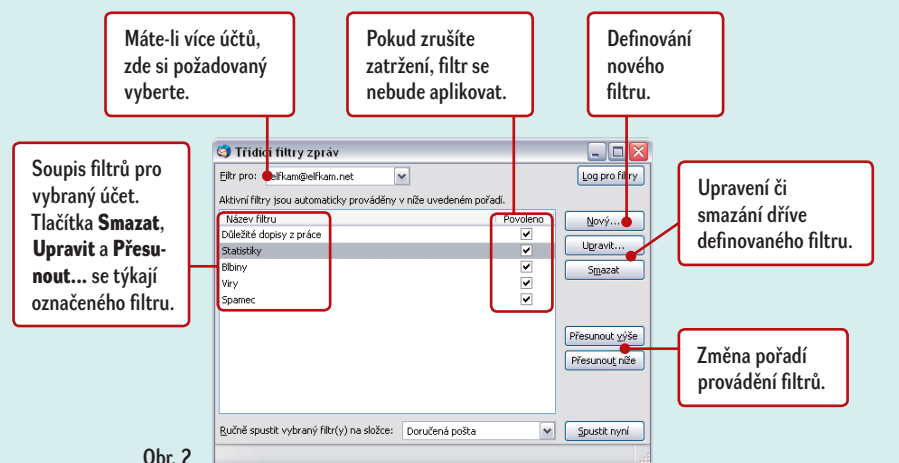 Máte-li více účtů,
zde si požadovaný
vyberte.
Pokud zrušíte
zatržení, filtr se
nebude aplikovat.
Definování
nového
filtru.
Soupis filtrů pro
vybraný účet.
Tlačítka Smazat,
Upravit a Přesu-
nout... se týkají
označeného filtru.
Třídicí filtry zpráv
Filtr pro: elfkam@elfkam.net
Log pro filtry
Aktivní filtry jsou automaticky prováděny v níže uvedeném pořadí.
Název filtru Povoleno
Důležité dopisy z práce
Statistiky
Blbiny
Viry
Spamec
Nový...
Upravit...
Smazat
Přesunout výše
Přesunout níže
Upravení či
smazání dříve
definovaného filtru.
Změna pořadí
provádění filtrů.
Ručně spustit vybraný filtr(y) na složce: Doručená pošta Spustit nyní
Obr. 2